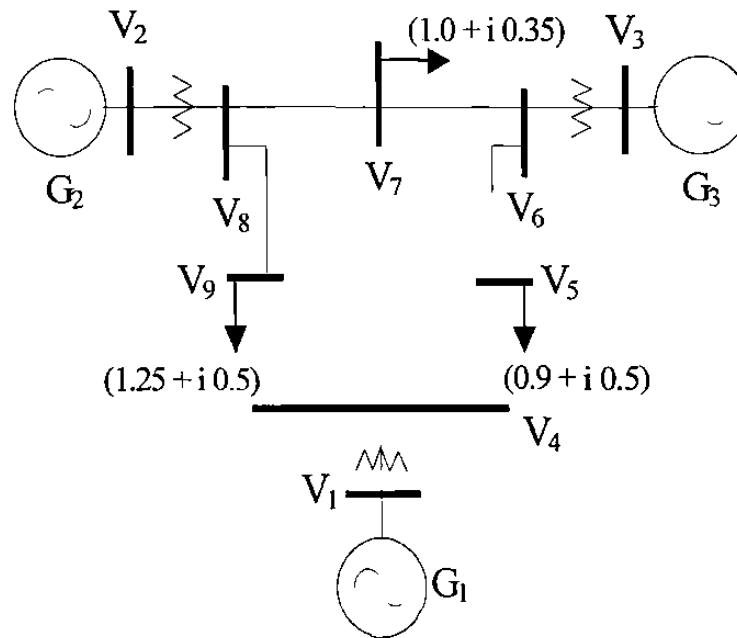 V₂
(1.0 + i 0.35)
V₃
G₂
V₈
V₇
V₆
G₃
V₉
V₅
(1.25 + i 0.5)
(0.9 + i 0.5)
V₄
V₁
G₁